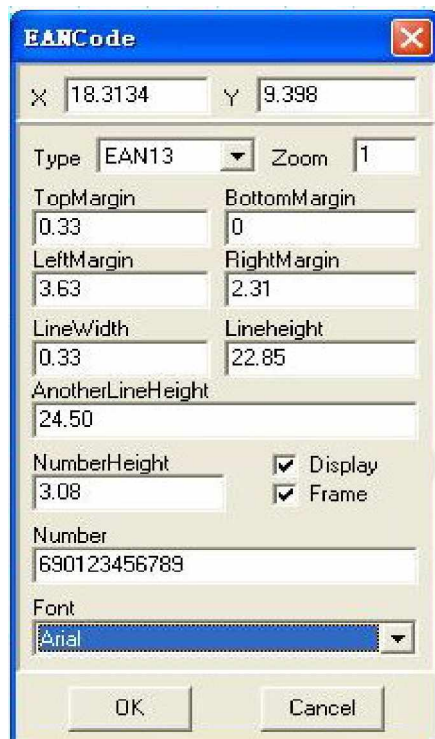 EANCode
X 18.3134 Y 9.398
Type EAN13 Zoom 1
TopMargin BottomMargin
0.33 0
LeftMargin RightMargin
3.63 2.31
LineWidth Lineheight
0.33 22.85
AnotherLineHeight
24.50
NumberHeight Display
3.08 Frame
Number
690123456789
Font
Arial
OK Cancel